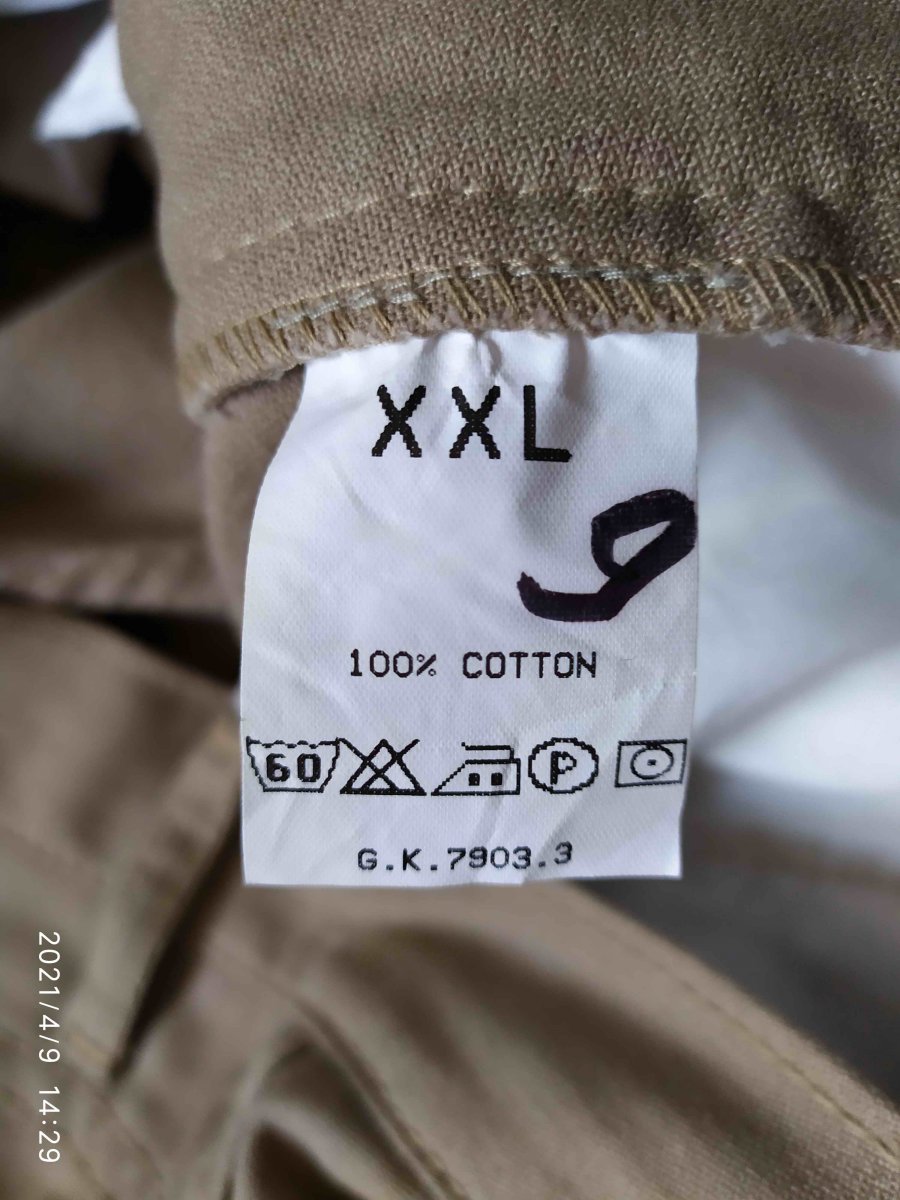 XXL
و
100% COTTON
60 P
G.K.7903.3
2021/4/9 14:29